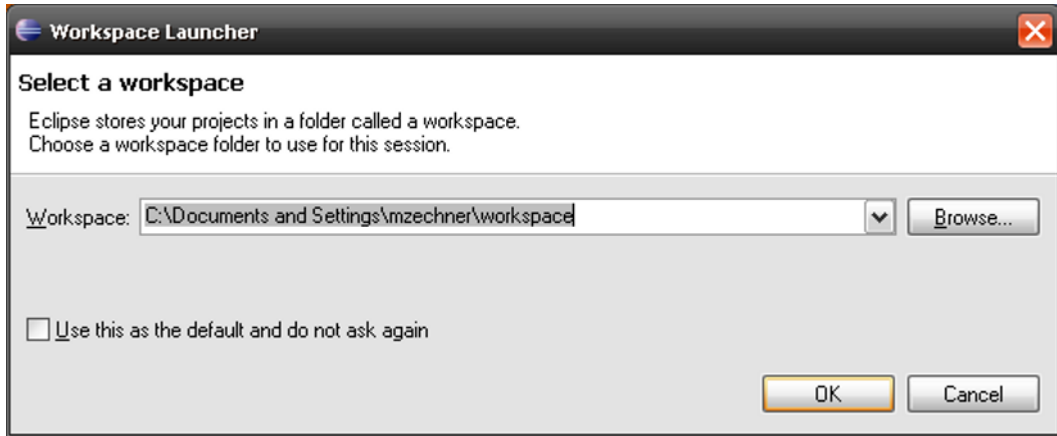 Workspace Launcher
Select a workspace
Eclipse stores your projects in a folder called a workspace.
Choose a workspace folder to use for this session.
Workspace: C:\Documents and Settings\mzechner\workspace Browse...
Use this as the default and do not ask again
OK Cancel